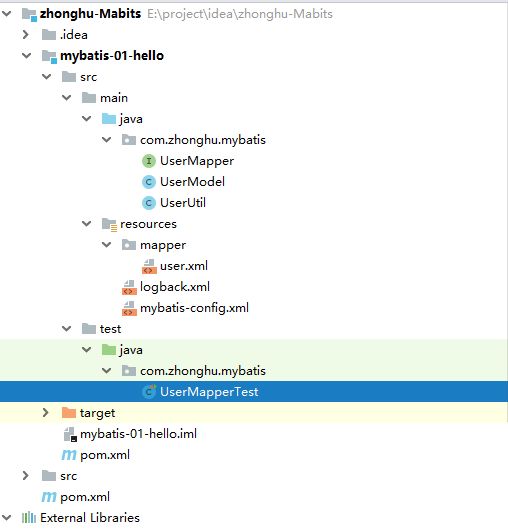 zhonghu-Mabits E:\project\idea\zhonghu-Mabits
.idea
mybatis-01-hello
src
main
java
com.zhonghu.mybatis
I UserMapper
C UserModel
C UserUtil
resources
mapper
user.xml
logback.xml
mybatis-config.xml
test
java
com.zhonghu.mybatis
C UserMapperTest
target
mybatis-01-hello.iml
m pom.xml
src
m pom.xml
External Libraries